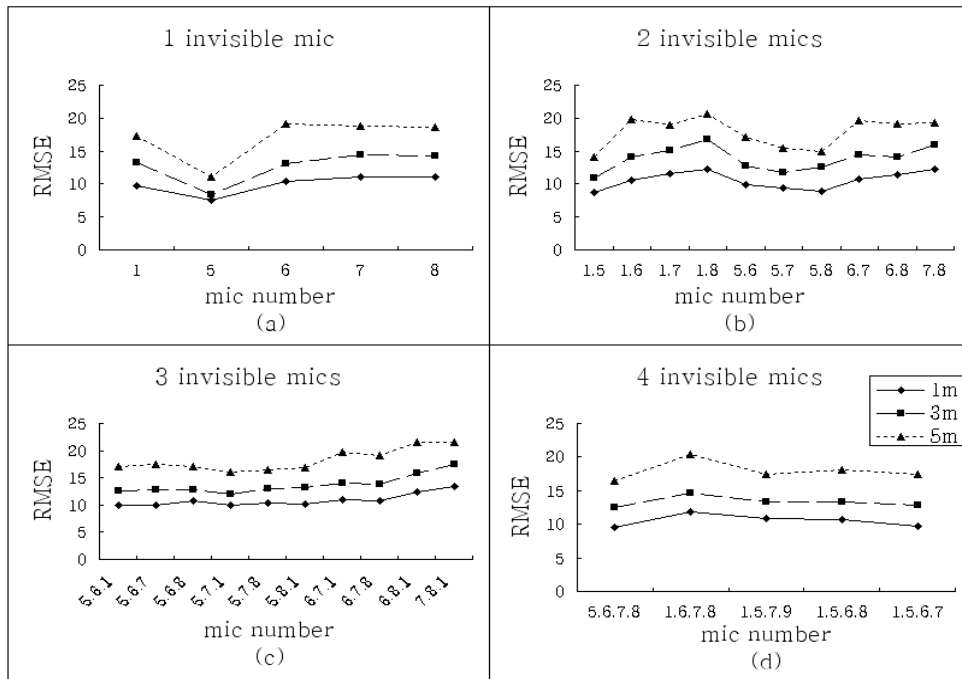 1 invisible mic
25
20
15
10
5
0
RMSE
1 5 6 7 8
mic number
(a)
2 invisible mics
25
20
15
10
5
0
RMSE
1.5 1.6 1.7 1.8 5.6 5.7 5.8 6.7 6.8 7.8
mic number
(b)
3 invisible mics
25
20
15
10
5
0
RMSE
5.6.1 5.6.7 5.6.8 5.7.1 5.7.8 5.8.1 6.7.1 6.7.8 6.8.1 7.8.1
mic number
(c)
4 invisible mics
1m
3m
5m
25
20
15
10
5
0
RMSE
5.6.7.8 1.6.7.8 1.5.7.9 1.5.6.8 1.5.6.7
mic number
(d)